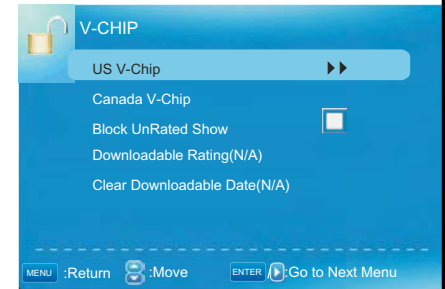 V-CHIP
US V-Chip
Canada V-Chip
Block UnRated Show
Downloadable Rating(N/A)
Clear Downloadable Date(N/A)
MENU :Return :Move ENTER / :Go to Next Menu